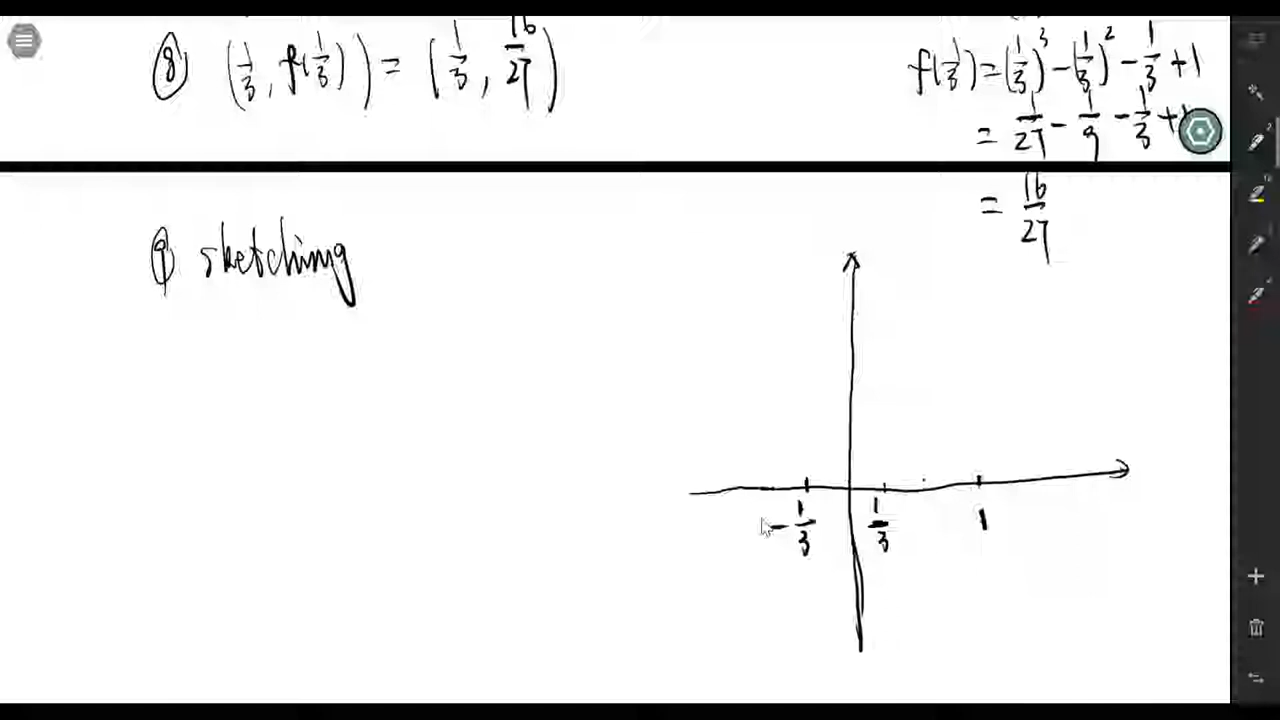 ⑧ (1/3, f(1/3)) = (1/3, 16/27)
f(1/3) = (1/3)^3 - (1/3)^2 - 1/3 + 1
= 1/27 - 1/9 - 1/3 + 1
= 16/27
⑨ sketching
-1/3 1/3 1